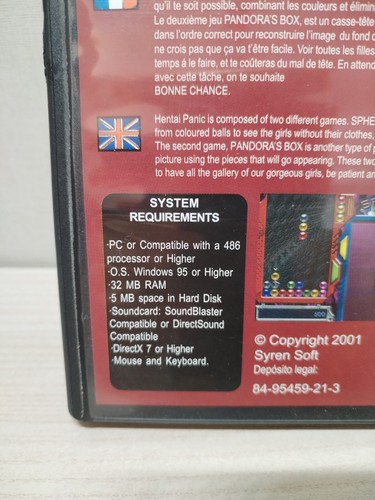 qu'il te soit possible, combinant les couleurs et élimin
Le deuxième jeu PANDORA'S BOX, est un casse-tête
dans l'ordre correct pour reconstruire l'image du fond d
ne crois pas que ça va t'être facile. Voir toutes les filles
temps à le faire, et te coûteras du mal de tête. En attend
avec cette tâche, on te souhaite
BONNE CHANCE.
Hentai Panic is composed of two different games. SPHE
from coloured balls to see the girls without their clothes,
The second game, PANDORA'S BOX is another type of p
picture using the pieces that will go appearing. These two
to have all the gallery of our gorgeous girls, be patient an
SYSTEM
REQUIREMENTS
·PC or Compatible with a 486
processor or Higher
·O.S. Windows 95 or Higher
·32 MB RAM
·5 MB space in Hard Disk
·Soundcard: SoundBlaster
Compatible or DirectSound
Compatible
·DirectX 7 or Higher
·Mouse and Keyboard.
© Copyright 2001
Syren Soft
Depósito legal:
84-95459-21-3